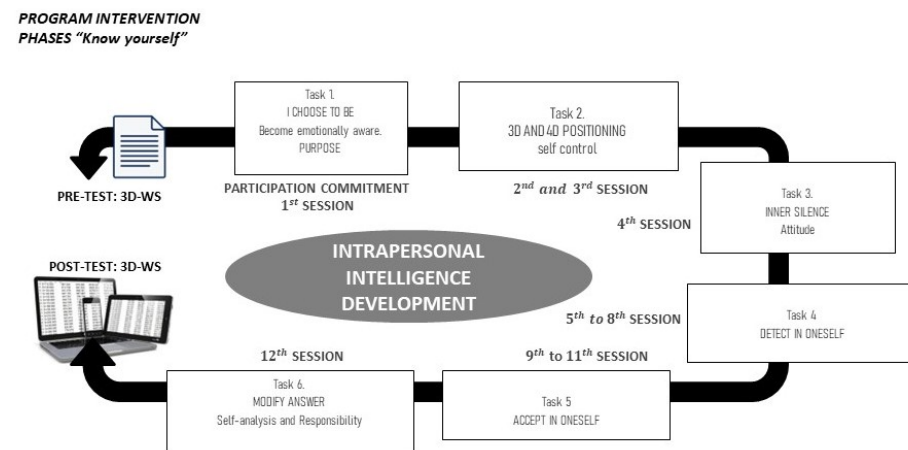 PROGRAM INTERVENTION
PHASES “Know yourself”
Task 1.
I CHOOSE TO BE
Become emotionally aware.
PURPOSE
Task 2.
3D AND 4D POSITIONING
self control
PRE-TEST: 3D-WS
PARTICIPATION COMMITMENT
1st SESSION
2nd and 3rd SESSION
Task 3.
INNER SILENCE
Attitude
4th SESSION
INTRAPERSONAL
INTELLIGENCE
DEVELOPMENT
POST-TEST: 3D-WS
5th to 8th SESSION
Task 4
DETECT IN ONESELF
12th SESSION
9th to 11th SESSION
Task 6.
MODIFY ANSWER
Self-analysis and Responsibility
Task 5
ACCEPT IN ONESELF